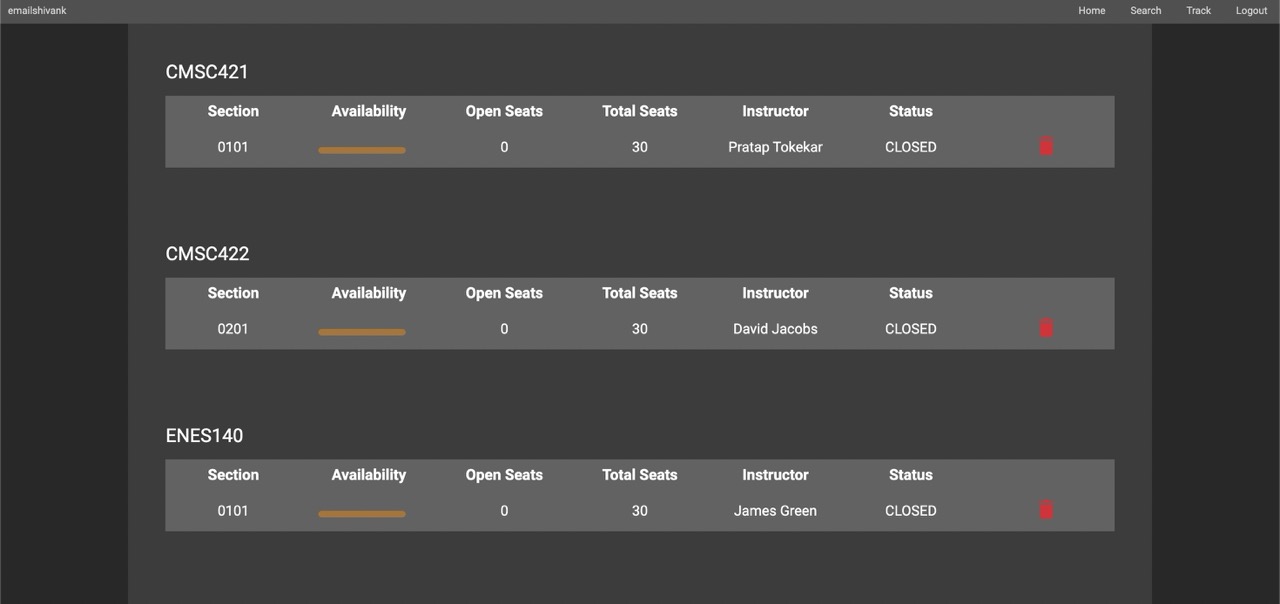 emailshivank Home Search Track Logout
CMSC421
Section Availability Open Seats Total Seats Instructor Status
0101 0 30 Pratap Tokekar CLOSED
CMSC422
Section Availability Open Seats Total Seats Instructor Status
0201 0 30 David Jacobs CLOSED
ENES140
Section Availability Open Seats Total Seats Instructor Status
0101 0 30 James Green CLOSED